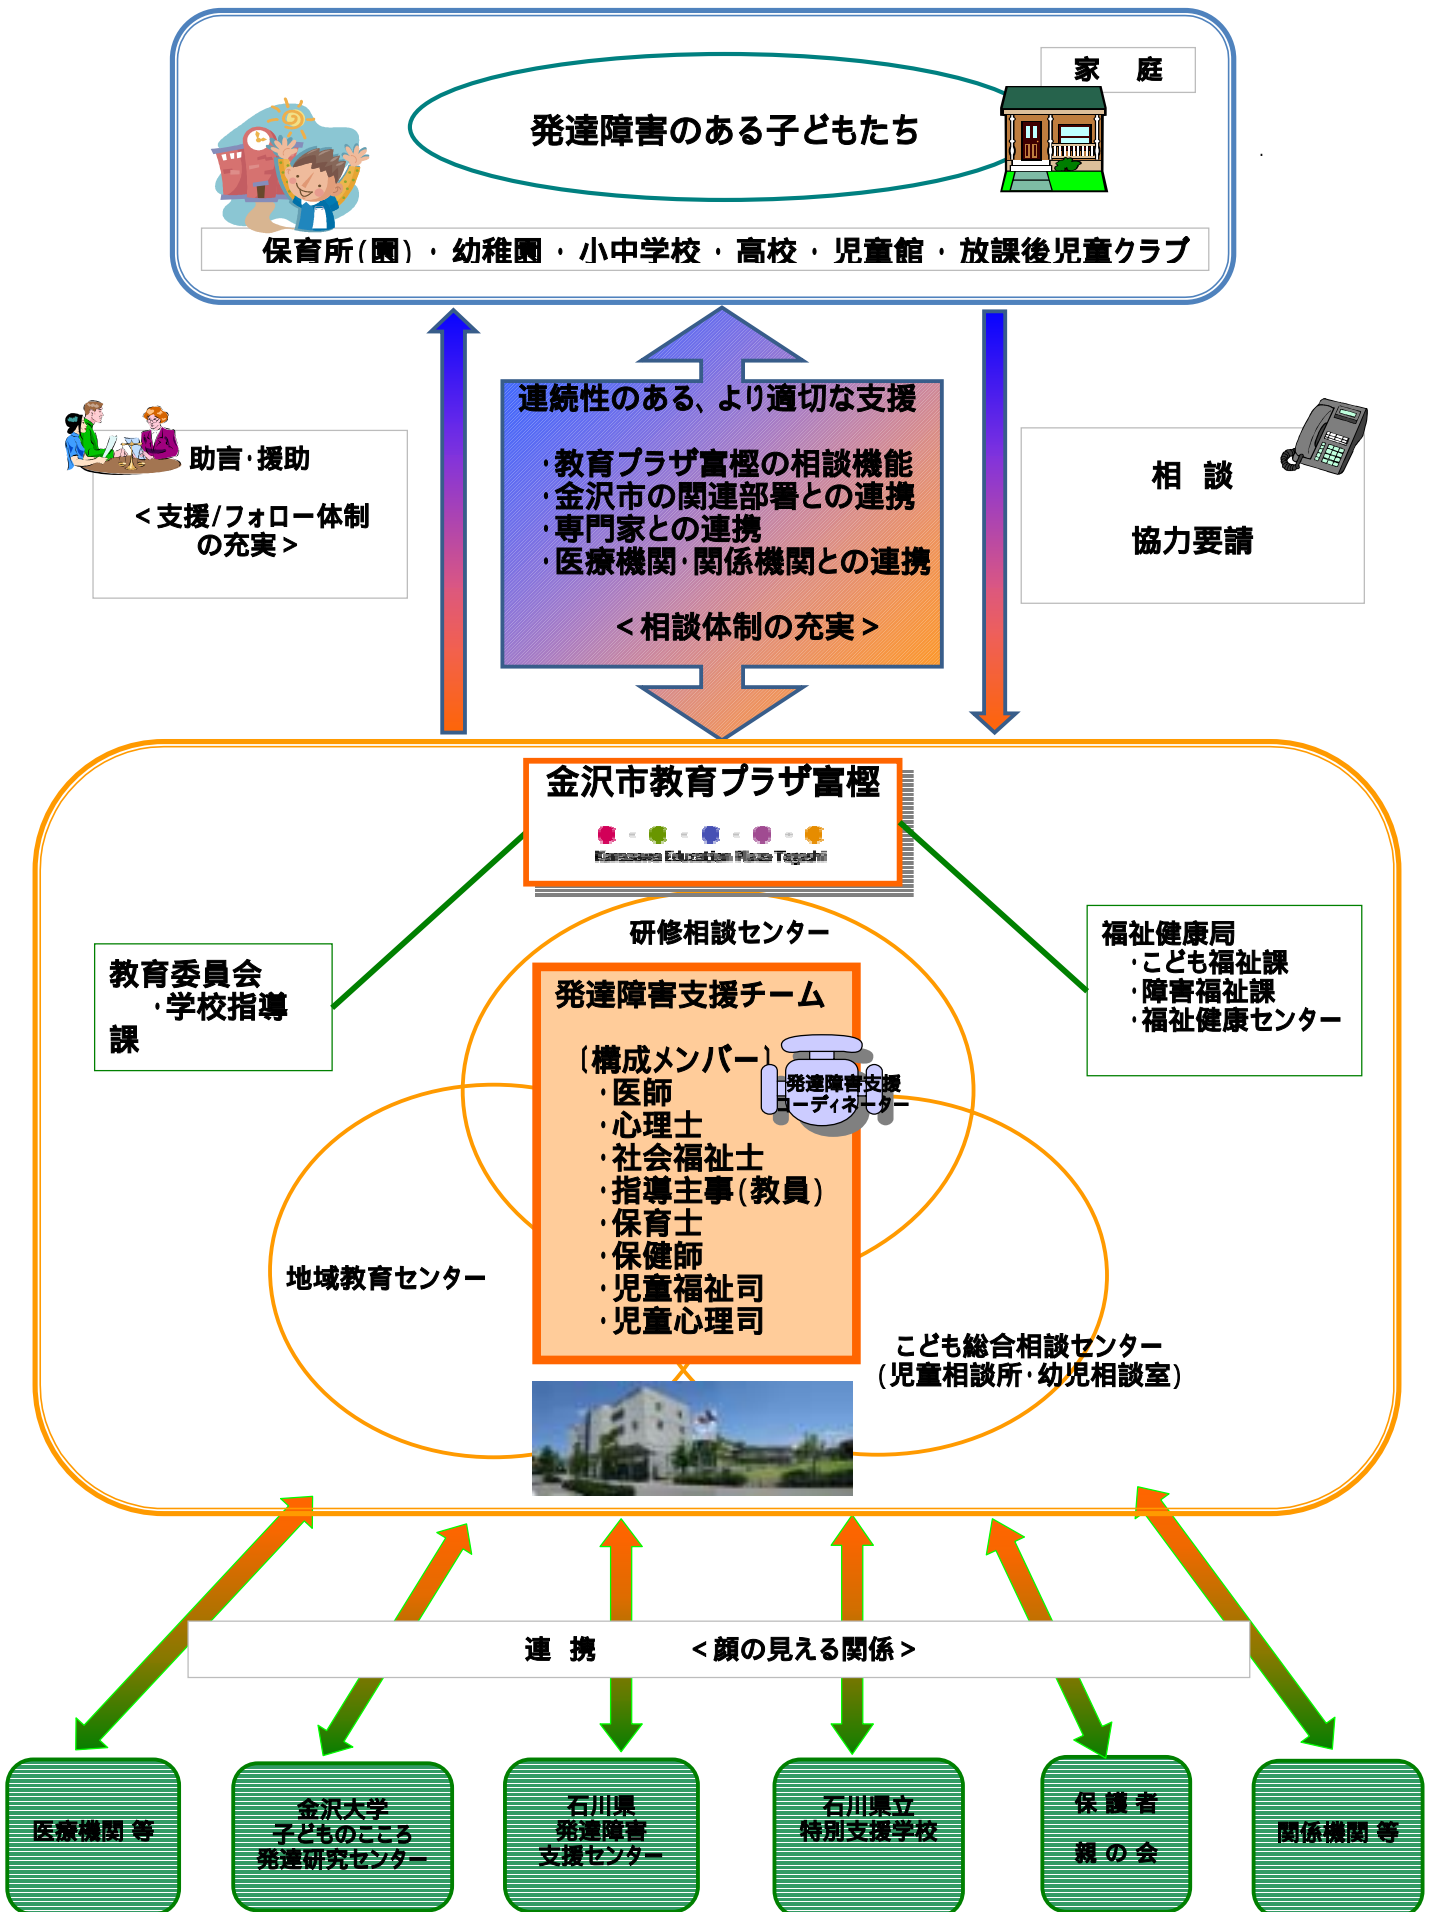 家　庭
発達障害のある子どもたち
保育所(園)・幼稚園・小中学校・高校・児童館・放課後児童クラブ
連続性のある、より適切な支援
・教育プラザ富樫の相談機能
・金沢市の関連部署との連携
・専門家との連携
・医療機関・関係機関との連携
＜相談体制の充実＞
助言・援助
＜支援/フォロー体制
の充実＞
相　談
協力要請
金沢市教育プラザ富樫
Kanazawa Education Plaza Togashi
研修相談センター
教育委員会
・学校指導
課
福祉健康局
・こども福祉課
・障害福祉課
・福祉健康センター
発達障害支援チーム
(構成メンバー)
・医師
・心理士
・社会福祉士
・指導主事(教員)
・保育士
・保健師
・児童福祉司
・児童心理司
発達障害支援
コーディネーター
地域教育センター
こども総合相談センター
(児童相談所・幼児相談室)
連　携　＜顔の見える関係＞
医療機関 等
金沢大学
子どものこころ
発達研究センター
石川県
発達障害
支援センター
石川県立
特別支援学校
保 護 者
親 の 会
関係機関 等